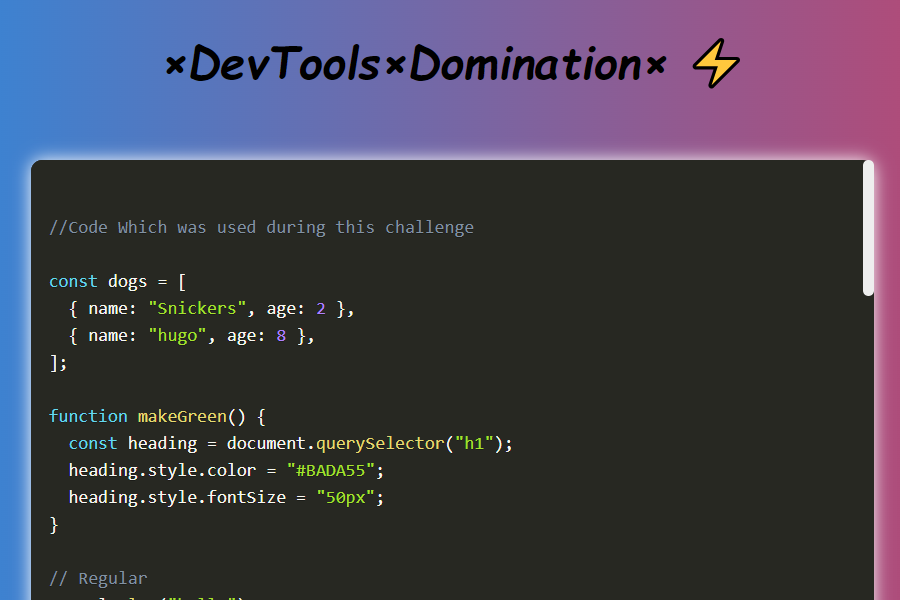 ×DevTools×Domination× ⚡
//Code Which was used during this challenge
const dogs = [
  { name: "Snickers", age: 2 },
  { name: "hugo", age: 8 },
];
function makeGreen() {
  const heading = document.querySelector("h1");
  heading.style.color = "#BADA55";
  heading.style.fontSize = "50px";
}
// Regular